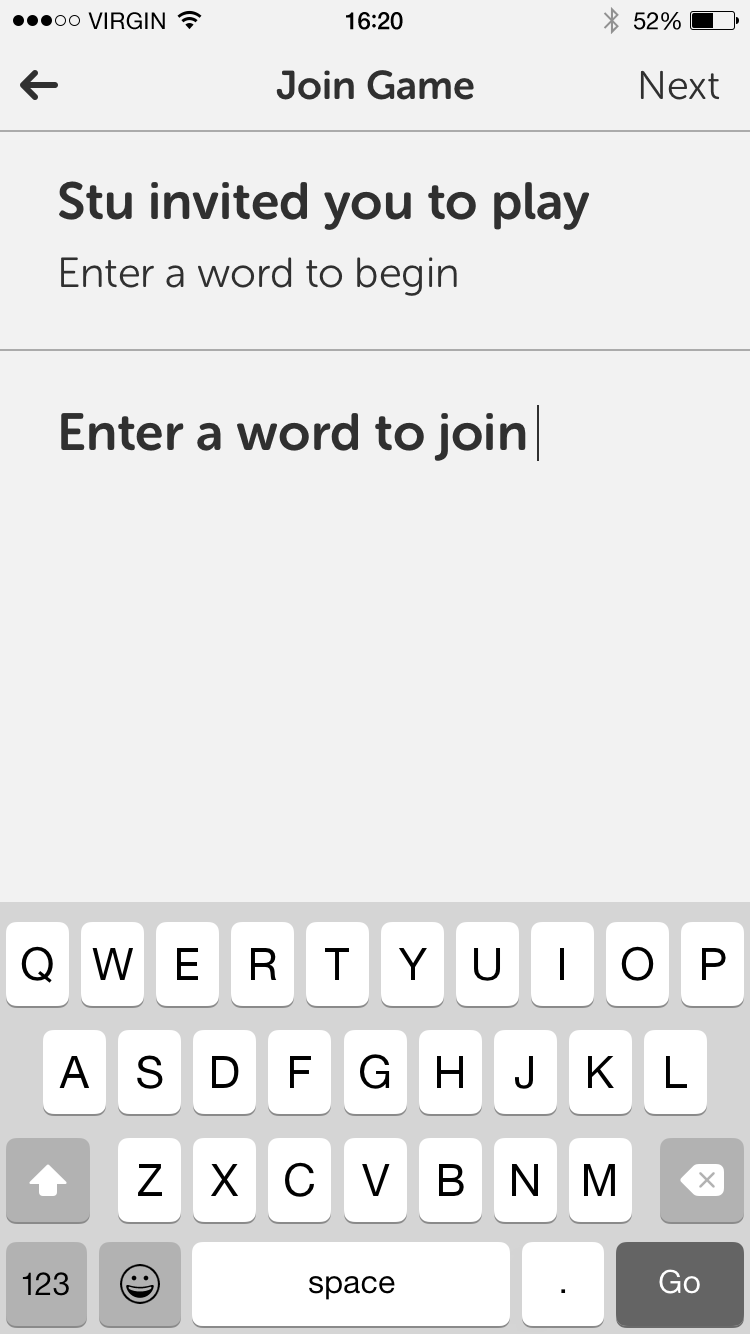 VIRGIN 16:20 52%
Join Game Next
Stu invited you to play
Enter a word to begin
Enter a word to join
Q W E R T Y U I O P
A S D F G H J K L
Z X C V B N M
123 space . Go